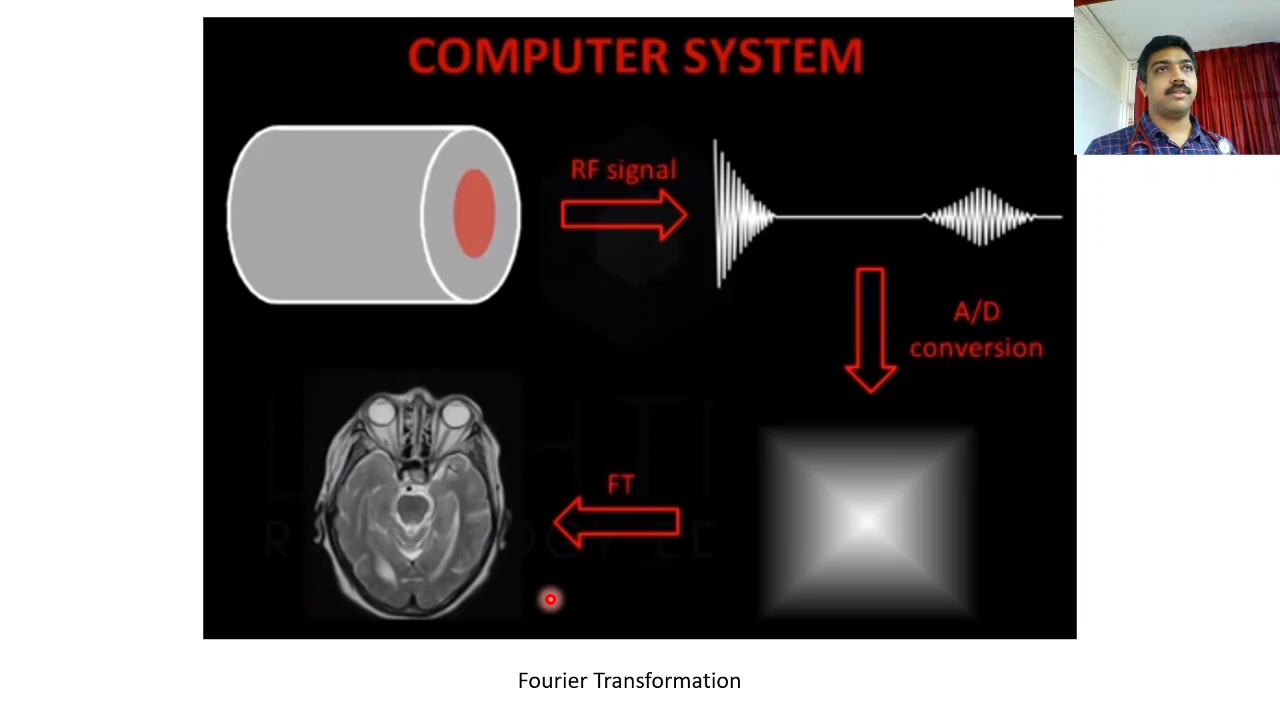 COMPUTER SYSTEM
RF signal
A/D
conversion
FT
Fourier Transformation